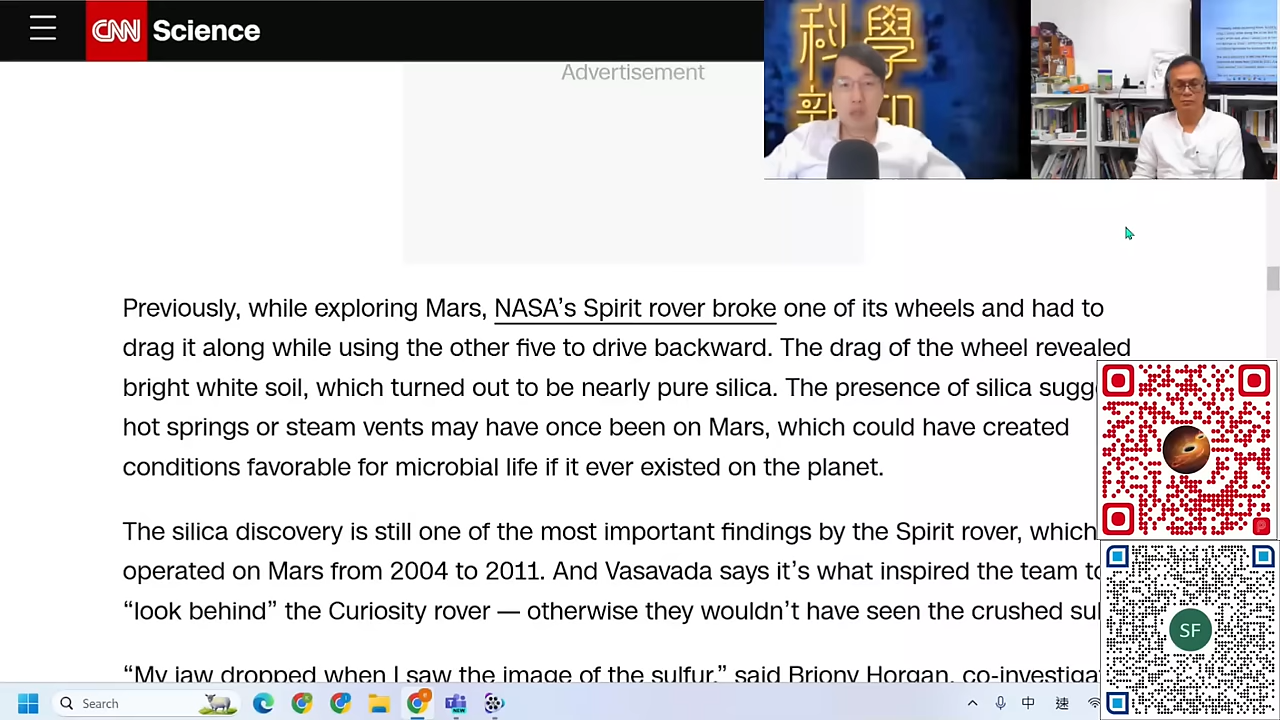 CNN Science
Advertisement
科學
新知
Previously, while exploring Mars, NASA’s Spirit rover broke one of its wheels and had to
drag it along while using the other five to drive backward. The drag of the wheel revealed
bright white soil, which turned out to be nearly pure silica. The presence of silica sugg
hot springs or steam vents may have once been on Mars, which could have created
conditions favorable for microbial life if it ever existed on the planet.
The silica discovery is still one of the most important findings by the Spirit rover, which
operated on Mars from 2004 to 2011. And Vasavada says it’s what inspired the team to
“look behind” the Curiosity rover — otherwise they wouldn’t have seen the crushed sul
SF
“My jaw dropped when I saw the image of the sulfur,” said Briony Horgan, co-investiga
Search
中
速